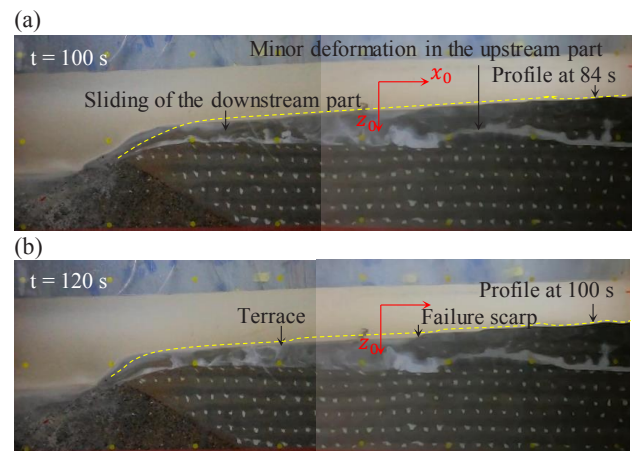 (a)
t = 100 s
Minor deformation in the upstream part
x₀
Profile at 84 s
Sliding of the downstream part
z₀
(b)
t = 120 s
Profile at 100 s
Terrace
Failure scarp
z₀